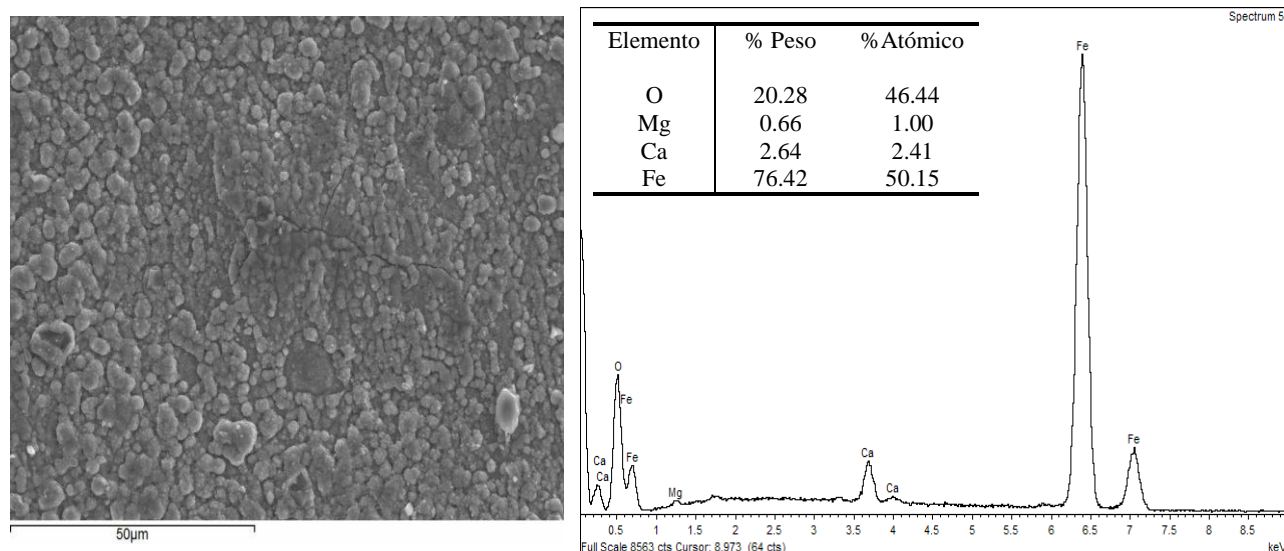 50µm
Spectrum 5
Elemento % Peso %Atómico
O 20.28 46.44
Mg 0.66 1.00
Ca 2.64 2.41
Fe 76.42 50.15
Fe
O
Fe
Fe
Ca
Ca
Mg
Ca
Ca
Fe
0.5 1 1.5 2 2.5 3 3.5 4 4.5 5 5.5 6 6.5 7 7.5 8 8.5
Full Scale 8563 cts Cursor: 8.973 (64 cts) keV